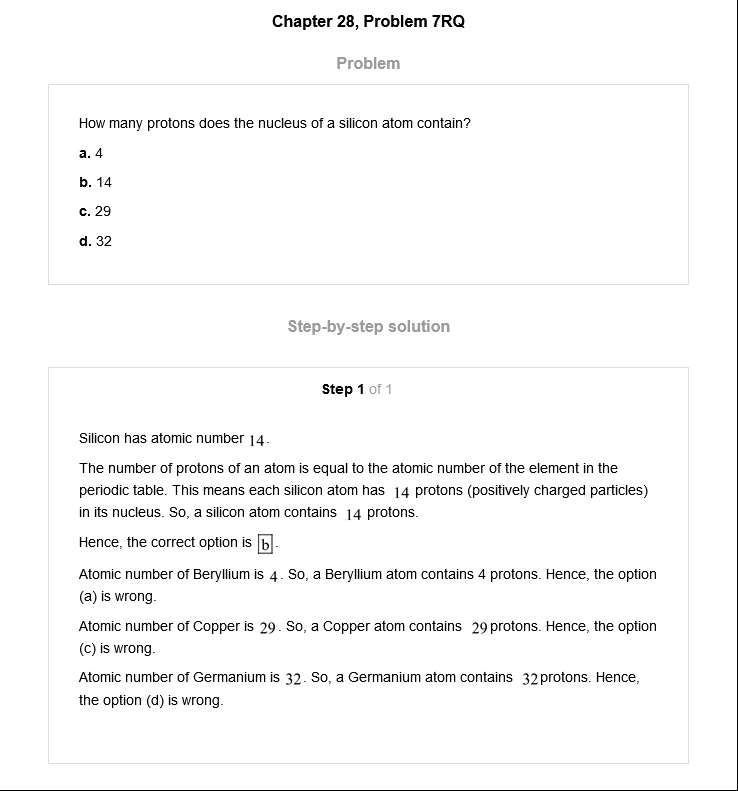 Chapter 28, Problem 7RQ
Problem
How many protons does the nucleus of a silicon atom contain?
a. 4
b. 14
c. 29
d. 32
Step-by-step solution
Step 1 of 1
Silicon has atomic number 14.
The number of protons of an atom is equal to the atomic number of the element in the
periodic table. This means each silicon atom has 14 protons (positively charged particles)
in its nucleus. So, a silicon atom contains 14 protons.
Hence, the correct option is b.
Atomic number of Beryllium is 4. So, a Beryllium atom contains 4 protons. Hence, the option
(a) is wrong.
Atomic number of Copper is 29. So, a Copper atom contains 29 protons. Hence, the option
(c) is wrong.
Atomic number of Germanium is 32. So, a Germanium atom contains 32 protons. Hence,
the option (d) is wrong.